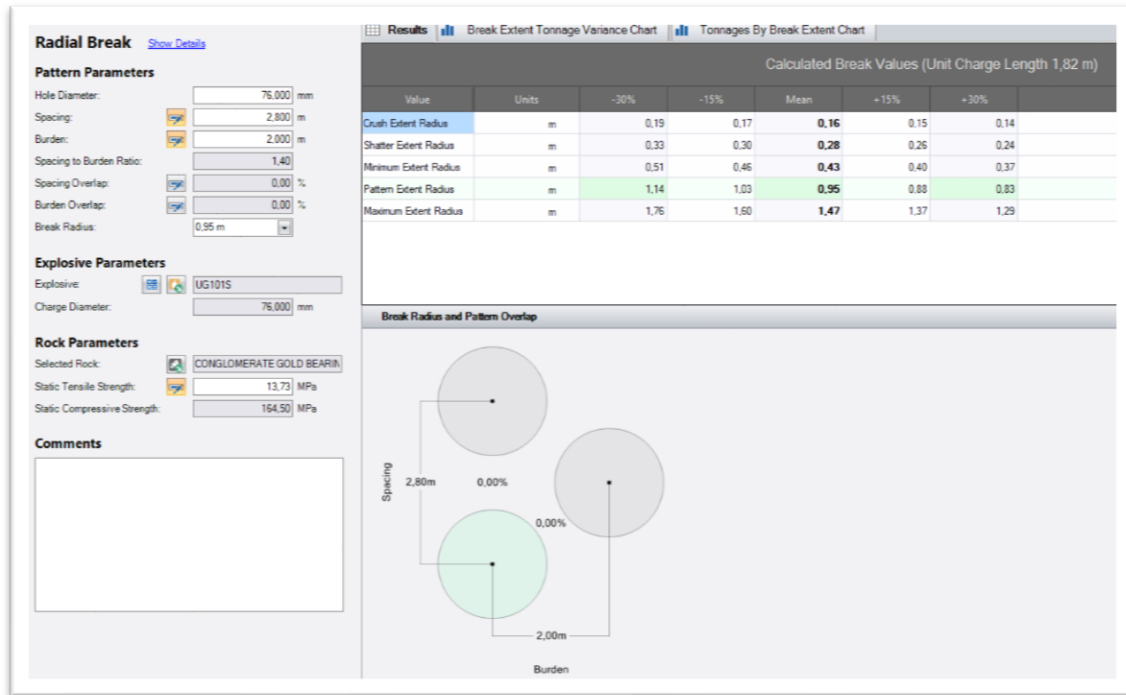 Radial Break Show Details
Pattern Parameters
Hole Diameter: 76,000 mm
Spacing: 2,800 m
Burden: 2,000 m
Spacing to Burden Ratio: 1,40
Spacing Overlap: 0,00 %
Burden Overlap: 0,00 %
Break Radius: 0,95 m
Explosive Parameters
Explosive: UG101S
Charge Diameter: 76,000 mm
Rock Parameters
Selected Rock: CONGLOMERATE GOLD BEARIN
Static Tensile Strength: 13,73 MPa
Static Compressive Strength: 164,50 MPa
Comments
Results Break Extent Tonnage Variance Chart Tonnages By Break Extent Chart
Calculated Break Values (Unit Charge Length 1,82 m)
Value Units -30% -15% Mean +15% +30%
Crush Extent Radius m 0,19 0,17 0,16 0,15 0,14
Shatter Extent Radius m 0,33 0,30 0,28 0,26 0,24
Minimum Extent Radius m 0,51 0,46 0,43 0,40 0,37
Pattern Extent Radius m 1,14 1,03 0,95 0,88 0,83
Maximum Extent Radius m 1,76 1,60 1,47 1,37 1,29
Break Radius and Pattern Overlap
Spacing
2,80m 0,00%
0,00%
2,00m
Burden